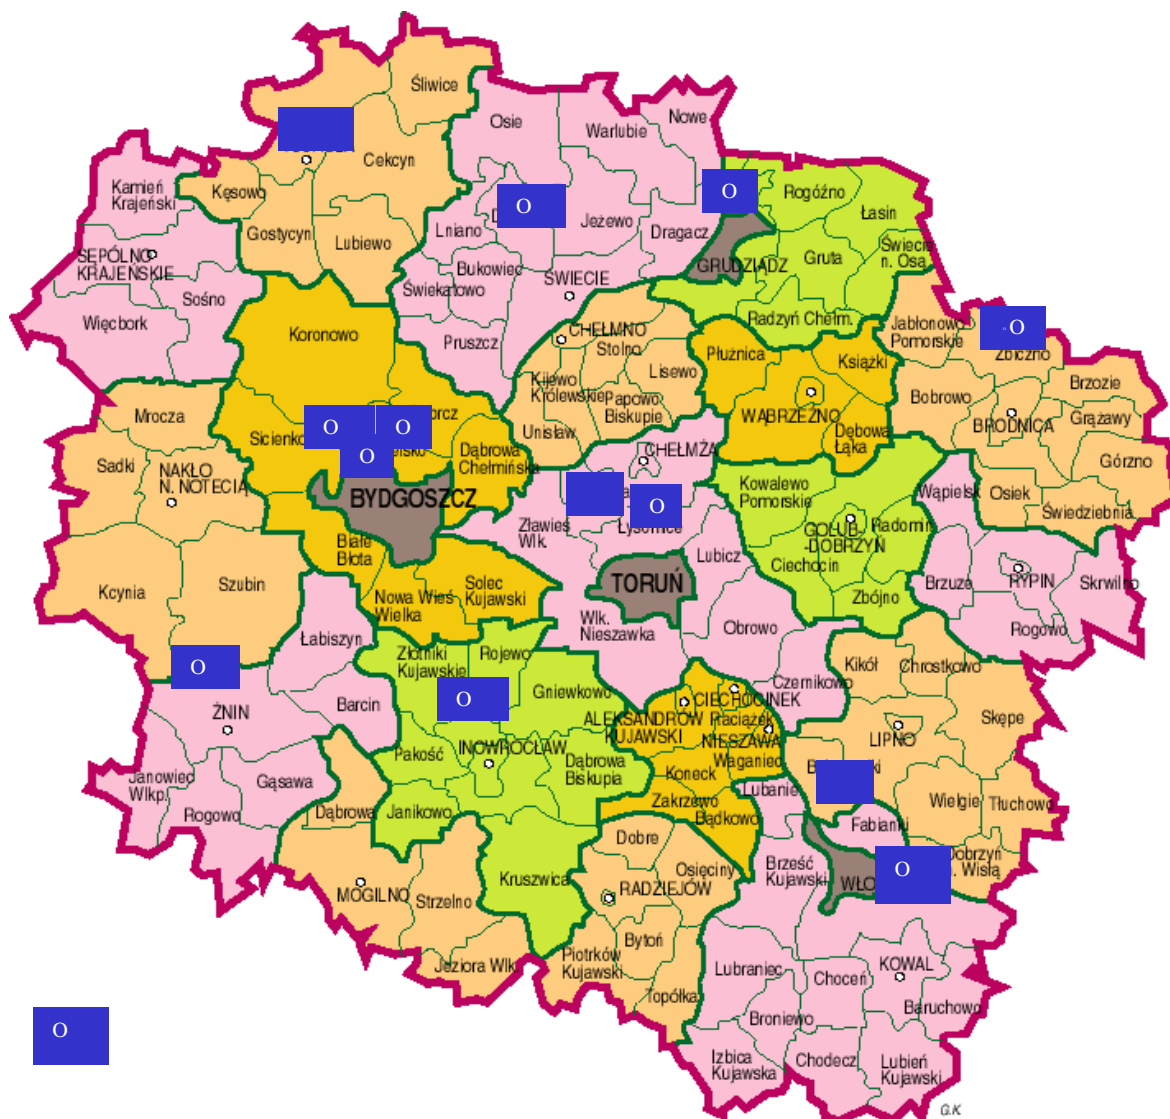 Śliwice
Osie
Nowe
Warlubie
Cekcyn
Kamień
Krajeński
Kęsowo
Rogóźno
O
O
Łasin
Gostycyn
Lubiewo
Lniano
Jeżewo
Dragacz
SĘPÓLNO
KRAJEŃSKIE
Bukowiec
Gruta
Świecie
n. Osą
GRUDZIĄDZ
ŚWIECIE
Świekatowo
Sośno
Więcbork
Koronowo
Pruszcz
CHEŁMNO
Stolno
Radzyń Chełm.
Jabłonowo
Pomorskie
O
Zbiczno
Płużnica
Książki
Lisewo
Kijewo
Królewskie
Papowo
Biskupie
Bobrowo
Brzozie
Grążawy
BRODNICA
WĄBRZEŹNO
Mrocza
Unisław
Dębowa
Łąka
O
O
O
Sicienko
Dąbrowa
Chełmińska
CHEŁMŻA
Górzno
Sadki
NAKŁO
N. NOTECIĄ
BYDGOSZCZ
Kowalewo
Pomorskie
Wąpielsk
Osiek
Świedziebnia
O
Łysomice
Zławieś
Wlk.
GOLUB-
-DOBRZYŃ
Radomin
Białe
Błota
Lubicz
Ciechocin
Kcynia
Szubin
Nowa Wieś
Wielka
Solec
Kujawski
TORUŃ
Brzuze
RYPIN
Skrwilno
Zbójno
Łabiszyn
Wlk.
Nieszawka
Obrowo
Rogowo
Złotniki
Kujawskie
Rojewo
O
O
Kikół
Chrostkowo
Gniewkowo
Czernikowo
Barcin
ŻNIN
CIECHOCINEK
ALEKSANDRÓW
KUJAWSKI
Raciążek
NIESZAWA
Waganiec
Skępe
LIPNO
Pakość
INOWROCŁAW
Dąbrowa
Biskupia
Koneck
Janowiec
Wlkp.
Gąsawa
Rogowo
Dąbrowa
Janikowo
Zakrzewo
Bądkowo
Lubanie
Wielgie
Tłuchowo
Fabianki
Dobre
Osięciny
Brześć
Kujawski
WŁO
O
Dobrzyń
n. Wisłą
Kruszwica
RADZIEJÓW
MOGILNO
Strzelno
Bytoń
Piotrków
Kujawski
Jeziora Wlk.
Lubraniec
Choceń
KOWAL
Topólka
Baruchowo
Boniewo
O
Izbica
Kujawska
Chodecz
Lubień
Kujawski
G.K